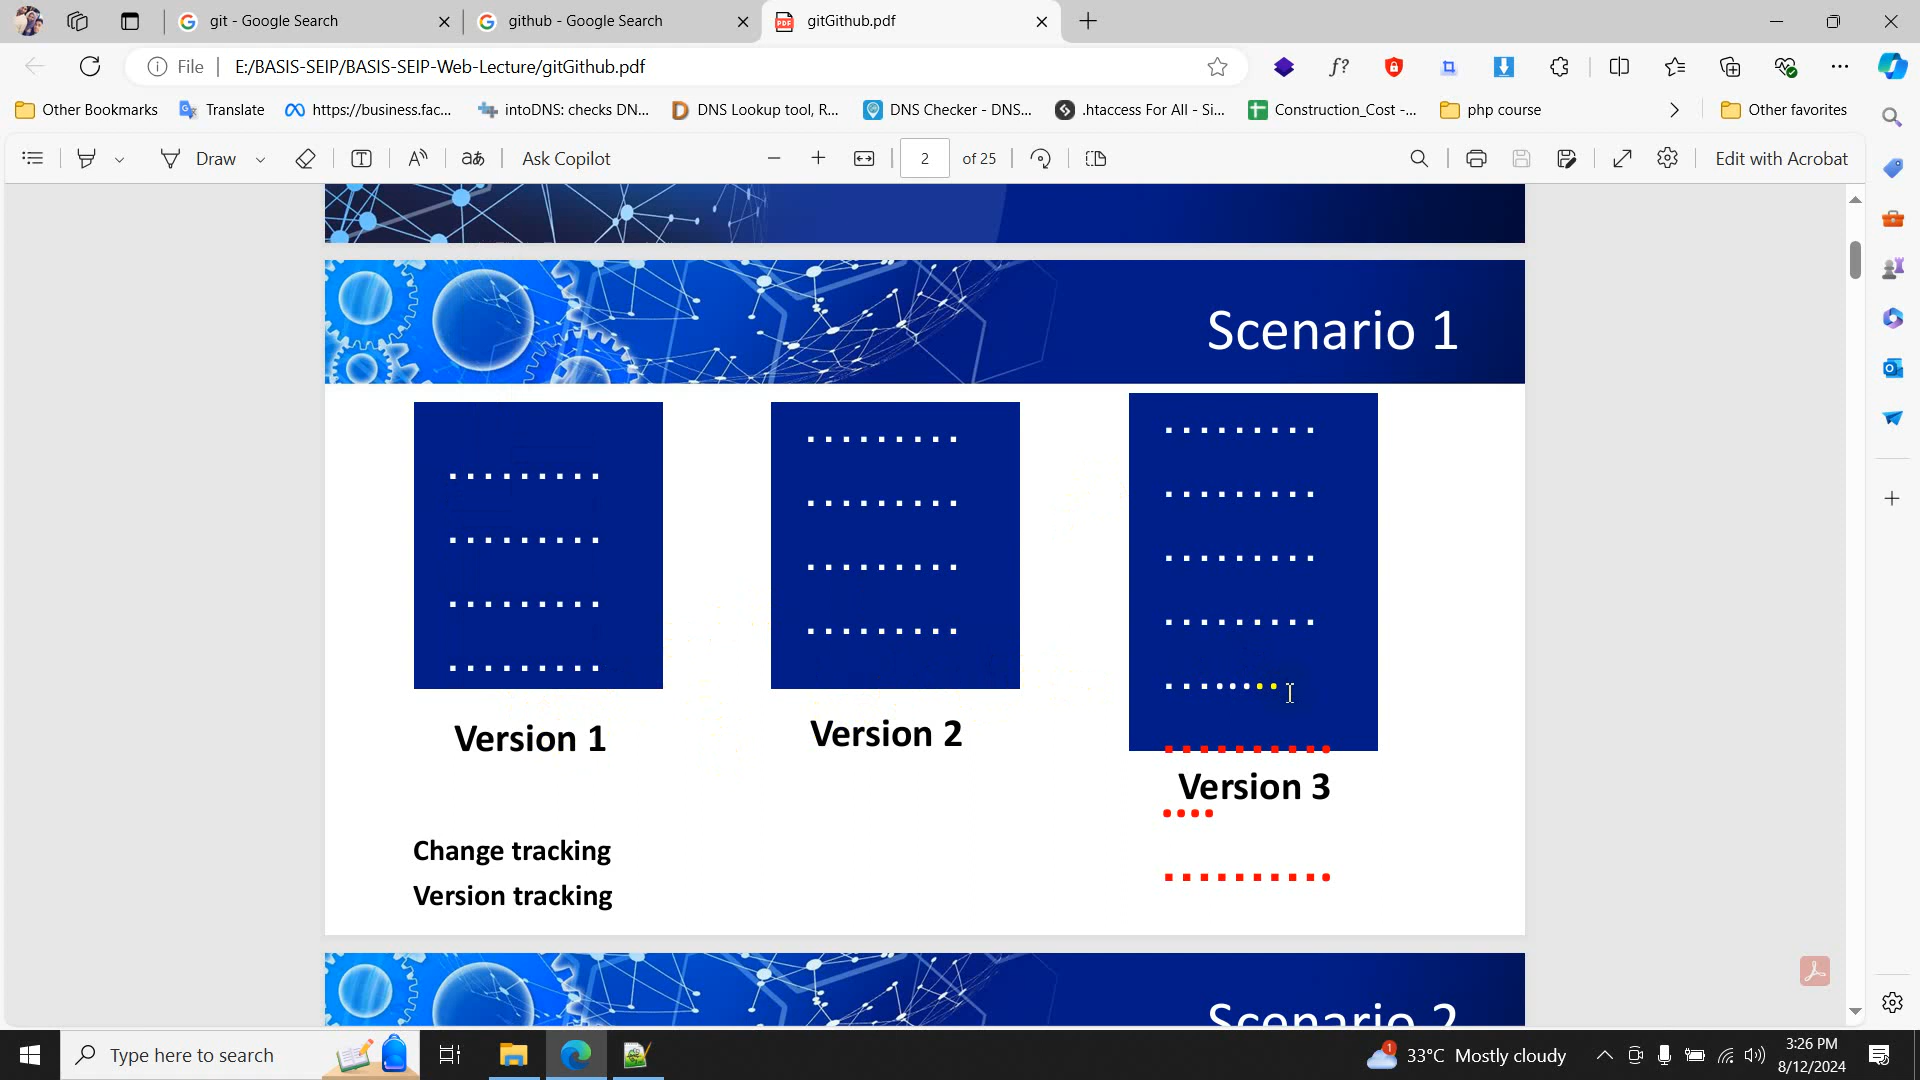 git - Google Search
github - Google Search
gitGithub.pdf
File
E:/BASIS-SEIP/BASIS-SEIP-Web-Lecture/gitGithub.pdf
Other Bookmarks
Translate
https://business.fac...
intoDNS: checks DN...
DNS Lookup tool, R...
DNS Checker - DNS...
.htaccess For All - Si...
Construction_Cost -...
php course
Other favorites
Draw
Ask Copilot
2 of 25
Edit with Acrobat
Scenario 1
Version 1
Version 2
Version 3
Change tracking
Version tracking
Scenario 2
Type here to search
33°C Mostly cloudy
3:26 PM
8/12/2024